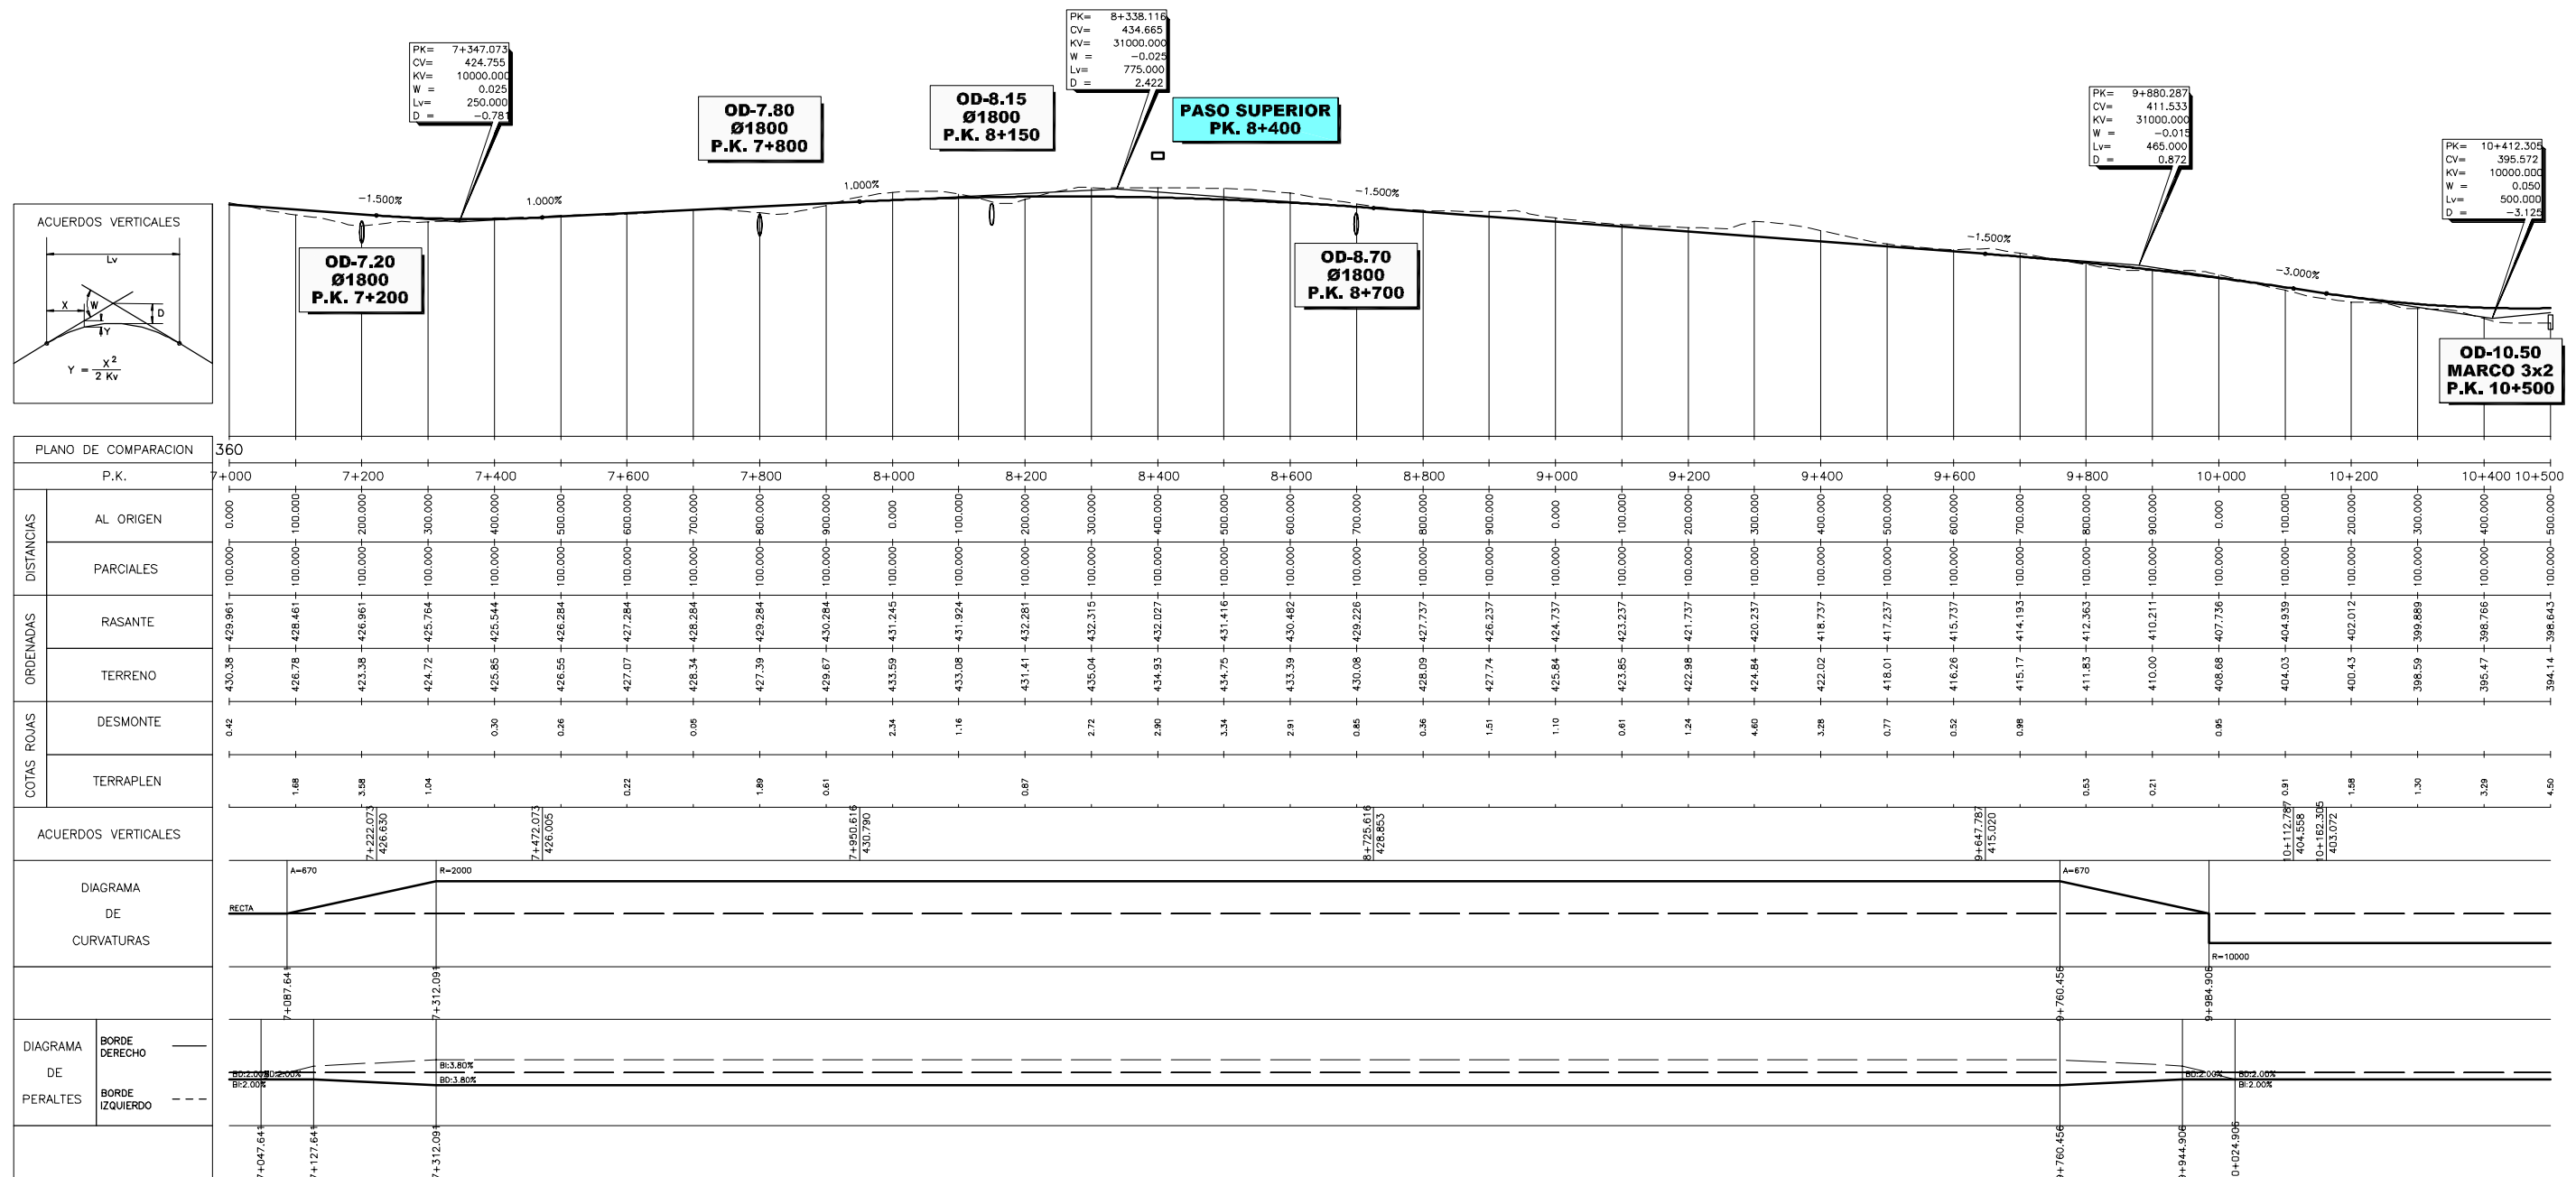 PK= 7+347.073
CV= 424.755
KV= 10000.000
W = 0.025
Lv= 250.000
D = -0.781
PK= 8+338.116
CV= 434.665
KV= 31000.000
W = -0.025
Lv= 775.000
D = 2.422
PK= 9+880.287
CV= 411.533
KV= 31000.000
W = -0.015
Lv= 465.000
D = 0.872
PK= 10+412.305
CV= 395.572
KV= 10000.000
W = 0.050
Lv= 500.000
D = -3.125
OD-7.80
Ø1800
P.K. 7+800
OD-8.15
Ø1800
P.K. 8+150
PASO SUPERIOR
PK. 8+400
-1.500% 1.000% 1.000% -1.500% -1.500% -3.000%
OD-7.20
Ø1800
P.K. 7+200
OD-8.70
Ø1800
P.K. 8+700
OD-10.50
MARCO 3x2
P.K. 10+500
ACUERDOS VERTICALES
Lv
X W D
Y
Y = X² / 2 Kv
PLANO DE COMPARACION 360
P.K. 7+000 7+200 7+400 7+600 7+800 8+000 8+200 8+400 8+600 8+800 9+000 9+200 9+400 9+600 9+800 10+000 10+200 10+400 10+500
DISTANCIAS
AL ORIGEN 0.000 100.000 200.000 300.000 400.000 500.000 600.000 700.000 800.000 900.000 0.000 100.000 200.000 300.000 400.000 500.000 600.000 700.000 800.000 900.000 0.000 100.000 200.000 300.000 400.000 500.000 600.000 700.000 800.000 900.000 0.000 100.000 200.000 300.000 400.000 500.000
PARCIALES 100.000 100.000 100.000 100.000 100.000 100.000 100.000 100.000 100.000 100.000 100.000 100.000 100.000 100.000 100.000 100.000 100.000 100.000 100.000 100.000 100.000 100.000 100.000 100.000 100.000 100.000 100.000 100.000 100.000 100.000 100.000 100.000 100.000 100.000 100.000 100.000
ORDENADAS
RASANTE 429.961 428.461 426.961 425.764 425.544 426.284 427.284 428.284 429.284 430.284 431.245 431.924 432.281 432.315 432.027 431.416 430.482 429.226 427.737 426.237 424.737 423.237 421.737 420.237 418.737 417.237 415.737 414.193 412.363 410.211 407.736 404.939 402.012 399.889 398.766 398.643
TERRENO 430.38 426.78 423.38 424.72 425.85 426.55 427.07 428.34 427.39 429.67 433.59 433.08 431.41 435.04 434.93 434.75 433.39 430.08 428.09 427.74 425.84 423.85 422.98 424.84 422.02 418.01 416.26 415.17 411.83 410.00 408.68 404.03 400.43 398.59 395.47 394.14
COTAS ROJAS
DESMONTE 0.42 0.30 0.26 0.05 2.34 1.16 2.72 2.90 3.34 2.91 0.85 0.36 1.51 1.10 0.61 1.24 4.60 3.28 0.77 0.52 0.98 0.95
TERRAPLEN 1.68 3.58 1.04 0.22 1.89 0.61 0.87 0.53 0.21 0.91 1.58 1.30 3.29 4.50
ACUERDOS VERTICALES
7+222.073 426.630
7+472.073 426.005
7+950.616 430.790
8+725.616 428.853
9+647.787 415.020
10+112.787 404.558
10+162.305 403.072
DIAGRAMA
DE
CURVATURAS
RECTA A=670 R=2000 A=670 R=10000
7+087.641 7+312.091 9+760.456 9+984.906
DIAGRAMA
DE
PERALTES
BORDE
DERECHO
BORDE
IZQUIERDO
BD:2.00% BD:2.00% BI:3.80% BD:2.00% BD:2.00%
BI:2.00% BD:3.80% BI:2.00%
7+047.641 7+127.641 7+312.091 9+760.456 9+944.906 0+024.906